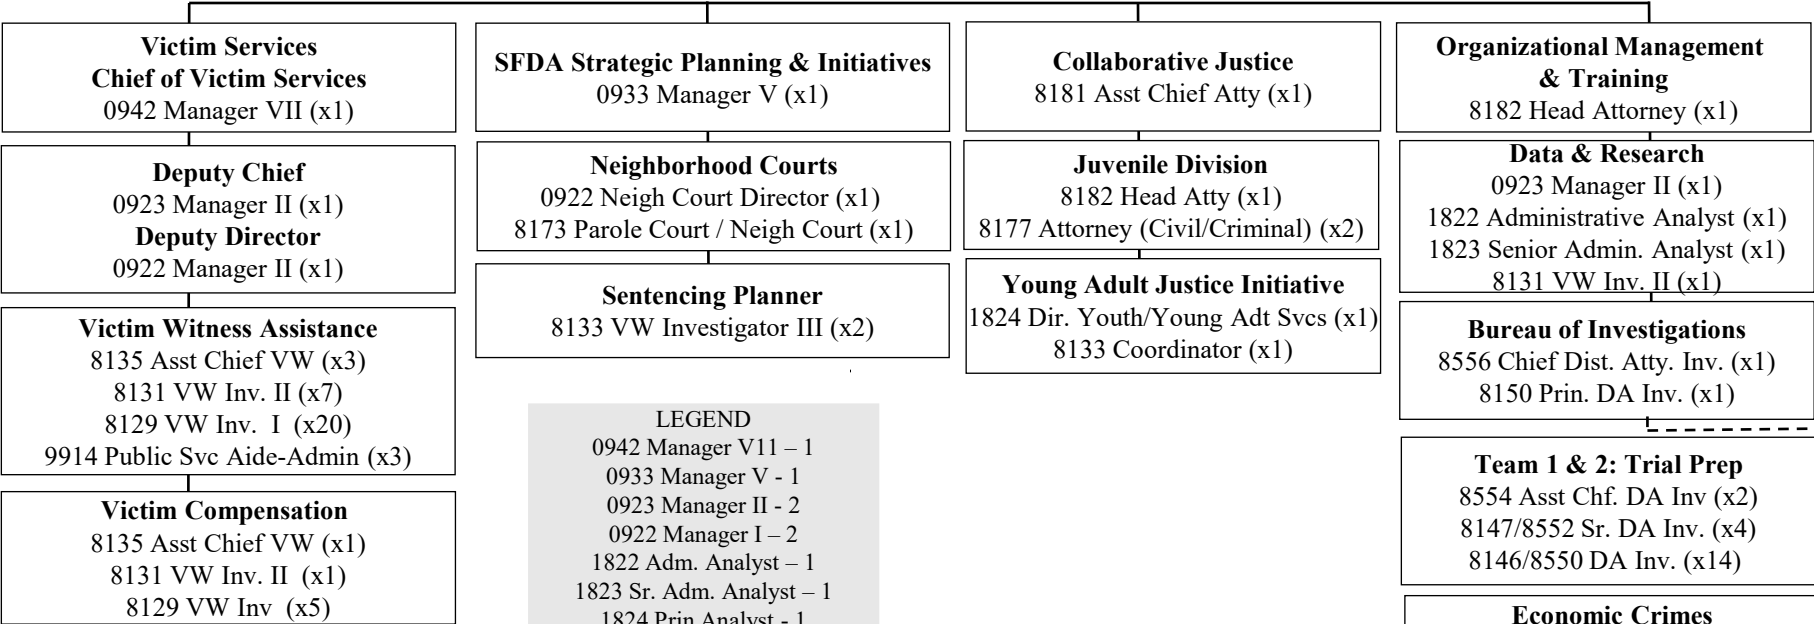 Victim Services
Chief of Victim Services
0942 Manager VII (x1)
Deputy Chief
0923 Manager II (x1)
Deputy Director
0922 Manager II (x1)
Victim Witness Assistance
8135 Asst Chief VW (x3)
8131 VW Inv. II (x7)
8129 VW Inv. I (x20)
9914 Public Svc Aide-Admin (x3)
Victim Compensation
8135 Asst Chief VW (x1)
8131 VW Inv. II (x1)
8129 VW Inv (x5)
SFDA Strategic Planning & Initiatives
0933 Manager V (x1)
Neighborhood Courts
0922 Neigh Court Director (x1)
8173 Parole Court / Neigh Court (x1)
Sentencing Planner
8133 VW Investigator III (x2)
LEGEND
0942 Manager V11 – 1
0933 Manager V - 1
0923 Manager II - 2
0922 Manager I – 2
1822 Adm. Analyst – 1
1823 Sr. Adm. Analyst – 1
1824 Prin Analyst - 1
Collaborative Justice
8181 Asst Chief Atty (x1)
Juvenile Division
8182 Head Atty (x1)
8177 Attorney (Civil/Criminal) (x2)
Young Adult Justice Initiative
1824 Dir. Youth/Young Adt Svcs (x1)
8133 Coordinator (x1)
Organizational Management
& Training
8182 Head Attorney (x1)
Data & Research
0923 Manager II (x1)
1822 Administrative Analyst (x1)
1823 Senior Admin. Analyst (x1)
8131 VW Inv. II (x1)
Bureau of Investigations
8556 Chief Dist. Atty. Inv. (x1)
8150 Prin. DA Inv. (x1)
Team 1 & 2: Trial Prep
8554 Asst Chf. DA Inv (x2)
8147/8552 Sr. DA Inv. (x4)
8146/8550 DA Inv. (x14)
Economic Crimes